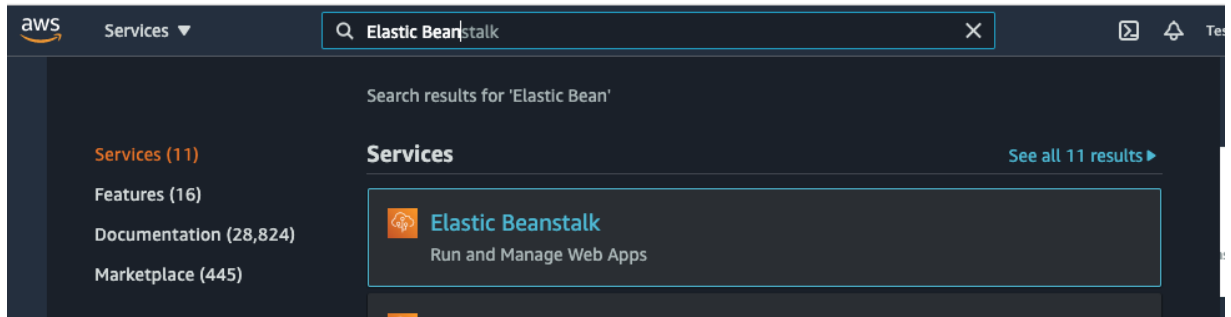 aws Services ▼ Elastic Beanstalk
Search results for 'Elastic Bean'
Services (11)
Features (16)
Documentation (28,824)
Marketplace (445)
Services
See all 11 results
Elastic Beanstalk
Run and Manage Web Apps